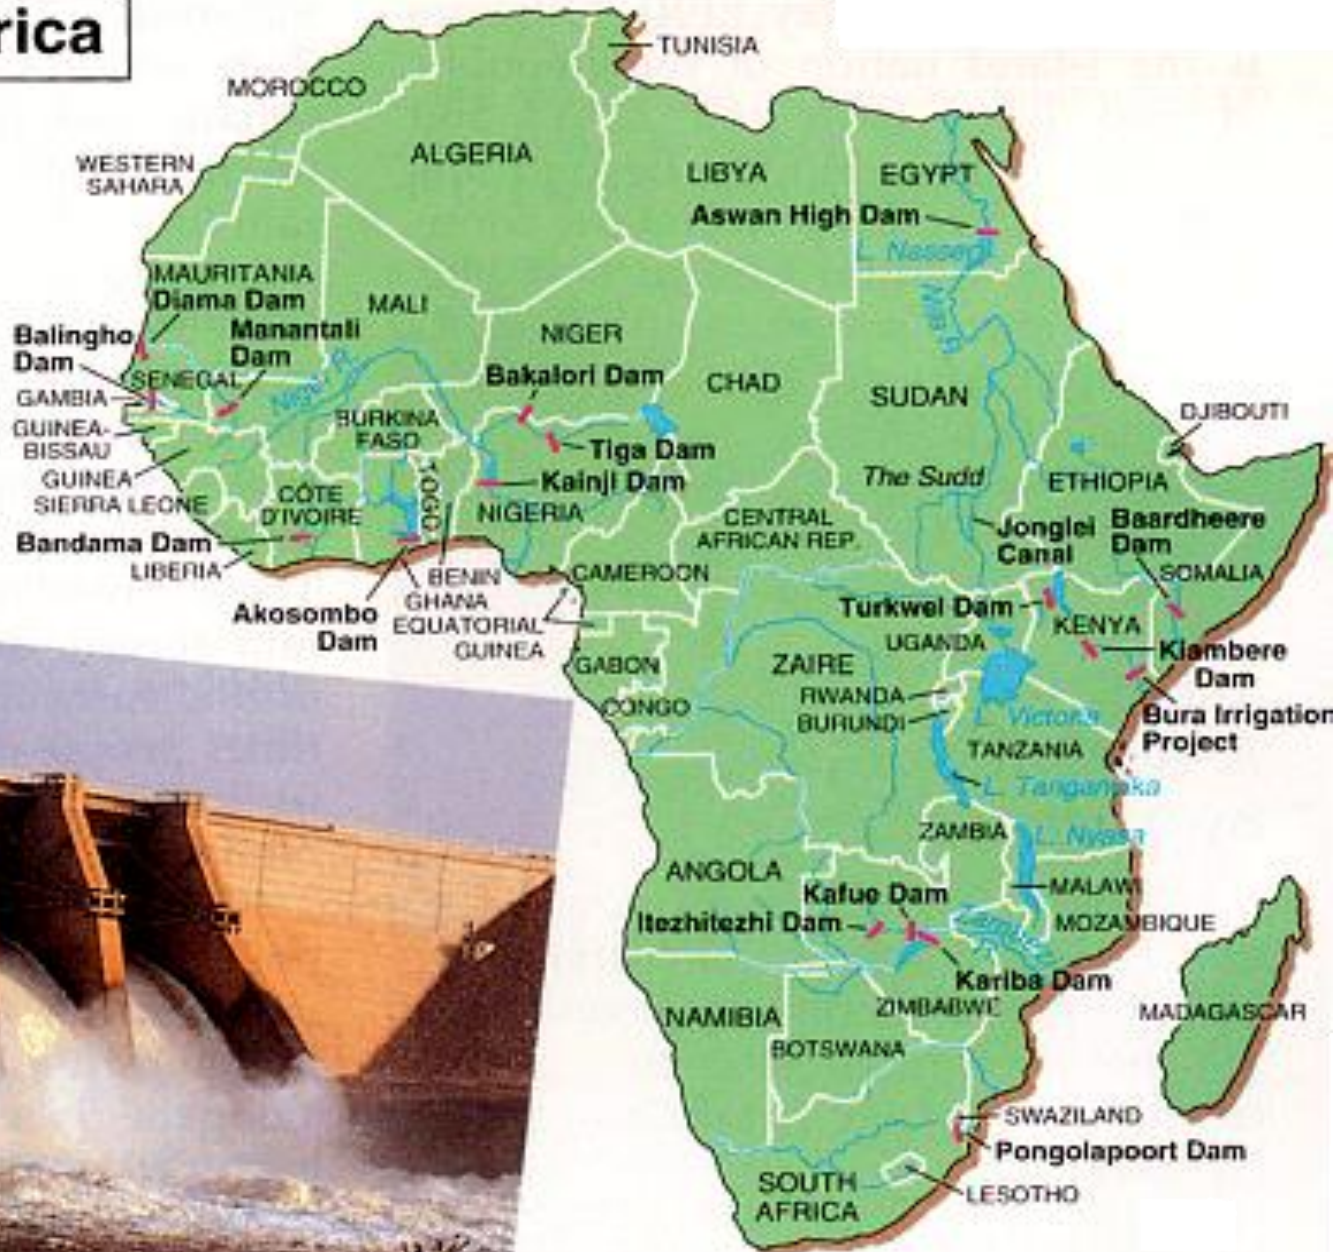 rica
TUNISIA
MOROCCO
ALGERIA
WESTERN
SAHARA
LIBYA
EGYPT
Aswan High Dam
L. Nasser
MAURITANIA
Diama Dam
MALI
Balingho
Dam
Manantali
Dam
NIGER
Nile R.
SENEGAL
Bakalori Dam
CHAD
SUDAN
GAMBIA
Niger R.
DJIBOUTI
GUINEA-
BISSAU
BURKINA
FASO
Tiga Dam
GUINEA
The Sudd
ETHIOPIA
SIERRA LEONE
CÔTE
D'IVOIRE
TOGO
Kainji Dam
NIGERIA
CENTRAL
AFRICAN REP.
Jonglei
Canal
Baardheere
Dam
Bandama Dam
LIBERIA
BENIN
CAMEROON
SOMALIA
GHANA
Akosombo
Dam
EQUATORIAL
GUINEA
Turkwel Dam
UGANDA
KENYA
GABON
ZAIRE
Kiambere
Dam
RWANDA
CONGO
BURUNDI
L. Victoria
Bura Irrigation
Project
TANZANIA
L. Tanganyika
ZAMBIA
L. Nyasa
ANGOLA
Kafue Dam
MALAWI
Itezhitezhi Dam
MOZAMBIQUE
Kariba Dam
NAMIBIA
ZIMBABWE
MADAGASCAR
BOTSWANA
SWAZILAND
Pongolapoort Dam
SOUTH
AFRICA
LESOTHO